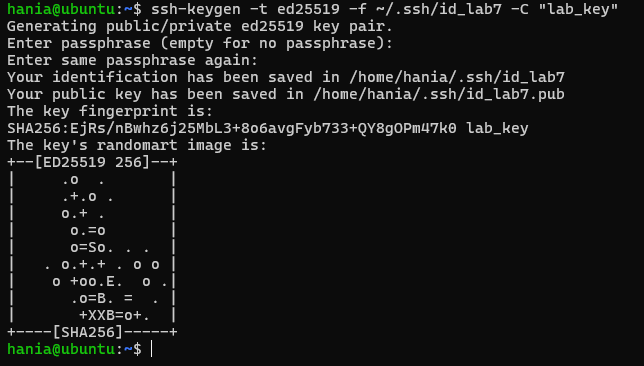 hania@ubuntu:~$ ssh-keygen -t ed25519 -f ~/.ssh/id_lab7 -C "lab_key"
Generating public/private ed25519 key pair.
Enter passphrase (empty for no passphrase):
Enter same passphrase again:
Your identification has been saved in /home/hania/.ssh/id_lab7
Your public key has been saved in /home/hania/.ssh/id_lab7.pub
The key fingerprint is:
SHA256:EjRs/nBwhz6j25MbL3+8o6avgFyb733+QY8gOPm47k0 lab_key
The key's randomart image is:
+--[ED25519 256]--+
|     .o  .       |
|     .+.o .      |
|     o.+ .       |
|      o.=o       |
|      o=So. . .  |
|   . o.+.+ . o o |
|    o +oo.E.  o .|
|      .o=B. =  . |
|       +XXB=o+.  |
+----[SHA256]-----+
hania@ubuntu:~$